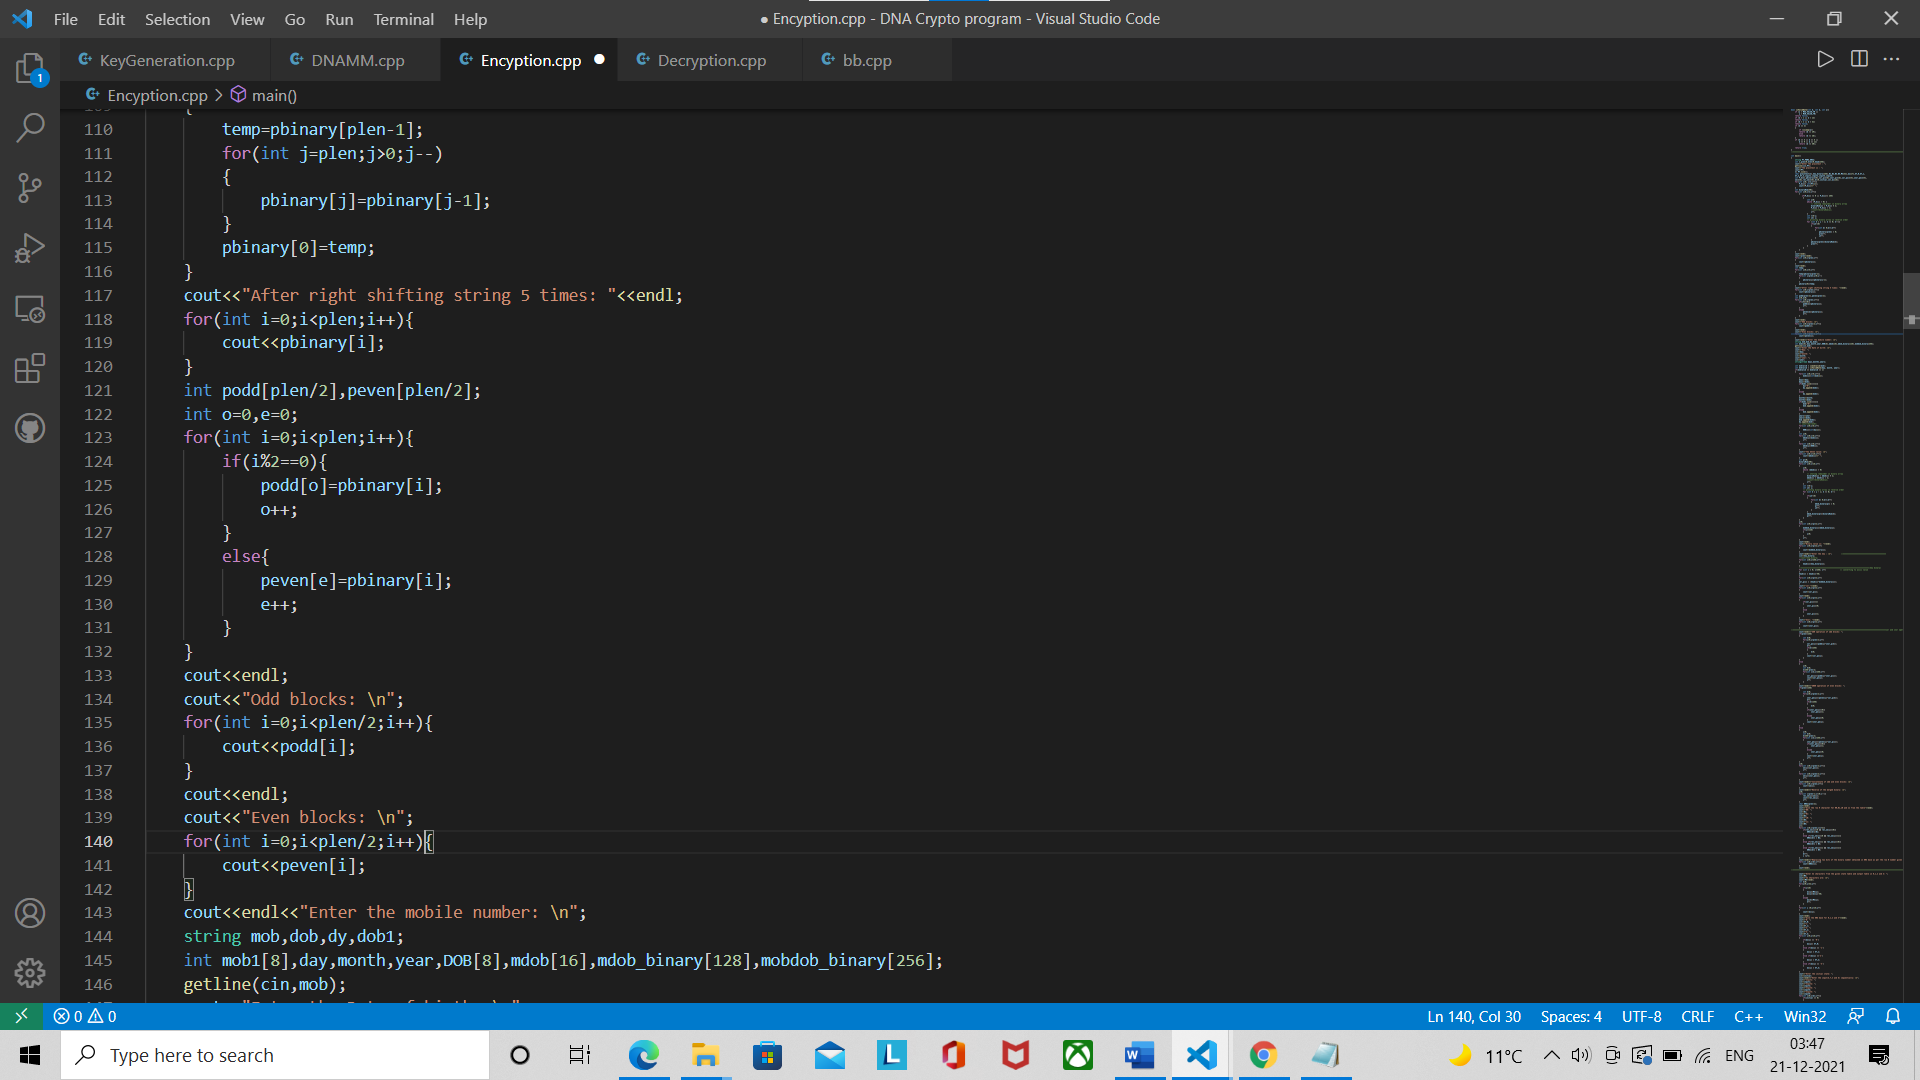 File Edit Selection View Go Run Terminal Help
● Encyption.cpp - DNA Crypto program - Visual Studio Code
KeyGeneration.cpp DNAMM.cpp Encyption.cpp Decryption.cpp bb.cpp
1
Encyption.cpp > main()
110 temp=pbinary[plen-1];
111 for(int j=plen;j>0;j--)
112 {
113 pbinary[j]=pbinary[j-1];
114 }
115 pbinary[0]=temp;
116 }
117 cout<<"After right shifting string 5 times: "<<endl;
118 for(int i=0;i<plen;i++){
119 cout<<pbinary[i];
120 }
121 int podd[plen/2],peven[plen/2];
122 int o=0,e=0;
123 for(int i=0;i<plen;i++){
124 if(i%2==0){
125 podd[o]=pbinary[i];
126 o++;
127 }
128 else{
129 peven[e]=pbinary[i];
130 e++;
131 }
132 }
133 cout<<endl;
134 cout<<"Odd blocks: \n";
135 for(int i=0;i<plen/2;i++){
136 cout<<podd[i];
137 }
138 cout<<endl;
139 cout<<"Even blocks: \n";
140 for(int i=0;i<plen/2;i++){
141 cout<<peven[i];
142 }
143 cout<<endl<<"Enter the mobile number: \n";
144 string mob,dob,dy,dob1;
145 int mob1[8],day,month,year,DOB[8],mdob[16],mdob_binary[128],mobdob_binary[256];
146 getline(cin,mob);
0 0
Ln 140, Col 30 Spaces: 4 UTF-8 CRLF C++ Win32
Type here to search
11°C ENG
03:47
21-12-2021